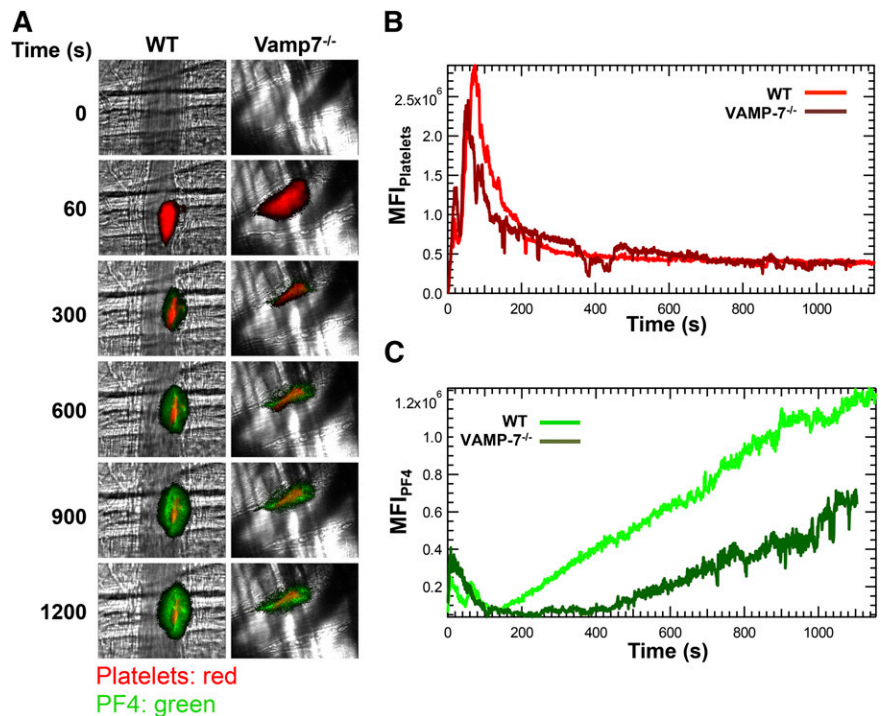 A
Time (s)
WT
Vamp7-/-
0
60
300
600
900
1200
Platelets: red
PF4: green
B
MFIPlatelets
2.5x10⁶
2.0
1.5
1.0
0.5
0.0
WT
VAMP-7-/-
0 200 400 600 800 1000
Time (s)
C
MFIPF4
1.2x10⁶
1.0
0.8
0.6
0.4
0.2
WT
VAMP-7-/-
0 200 400 600 800 1000
Time (s)